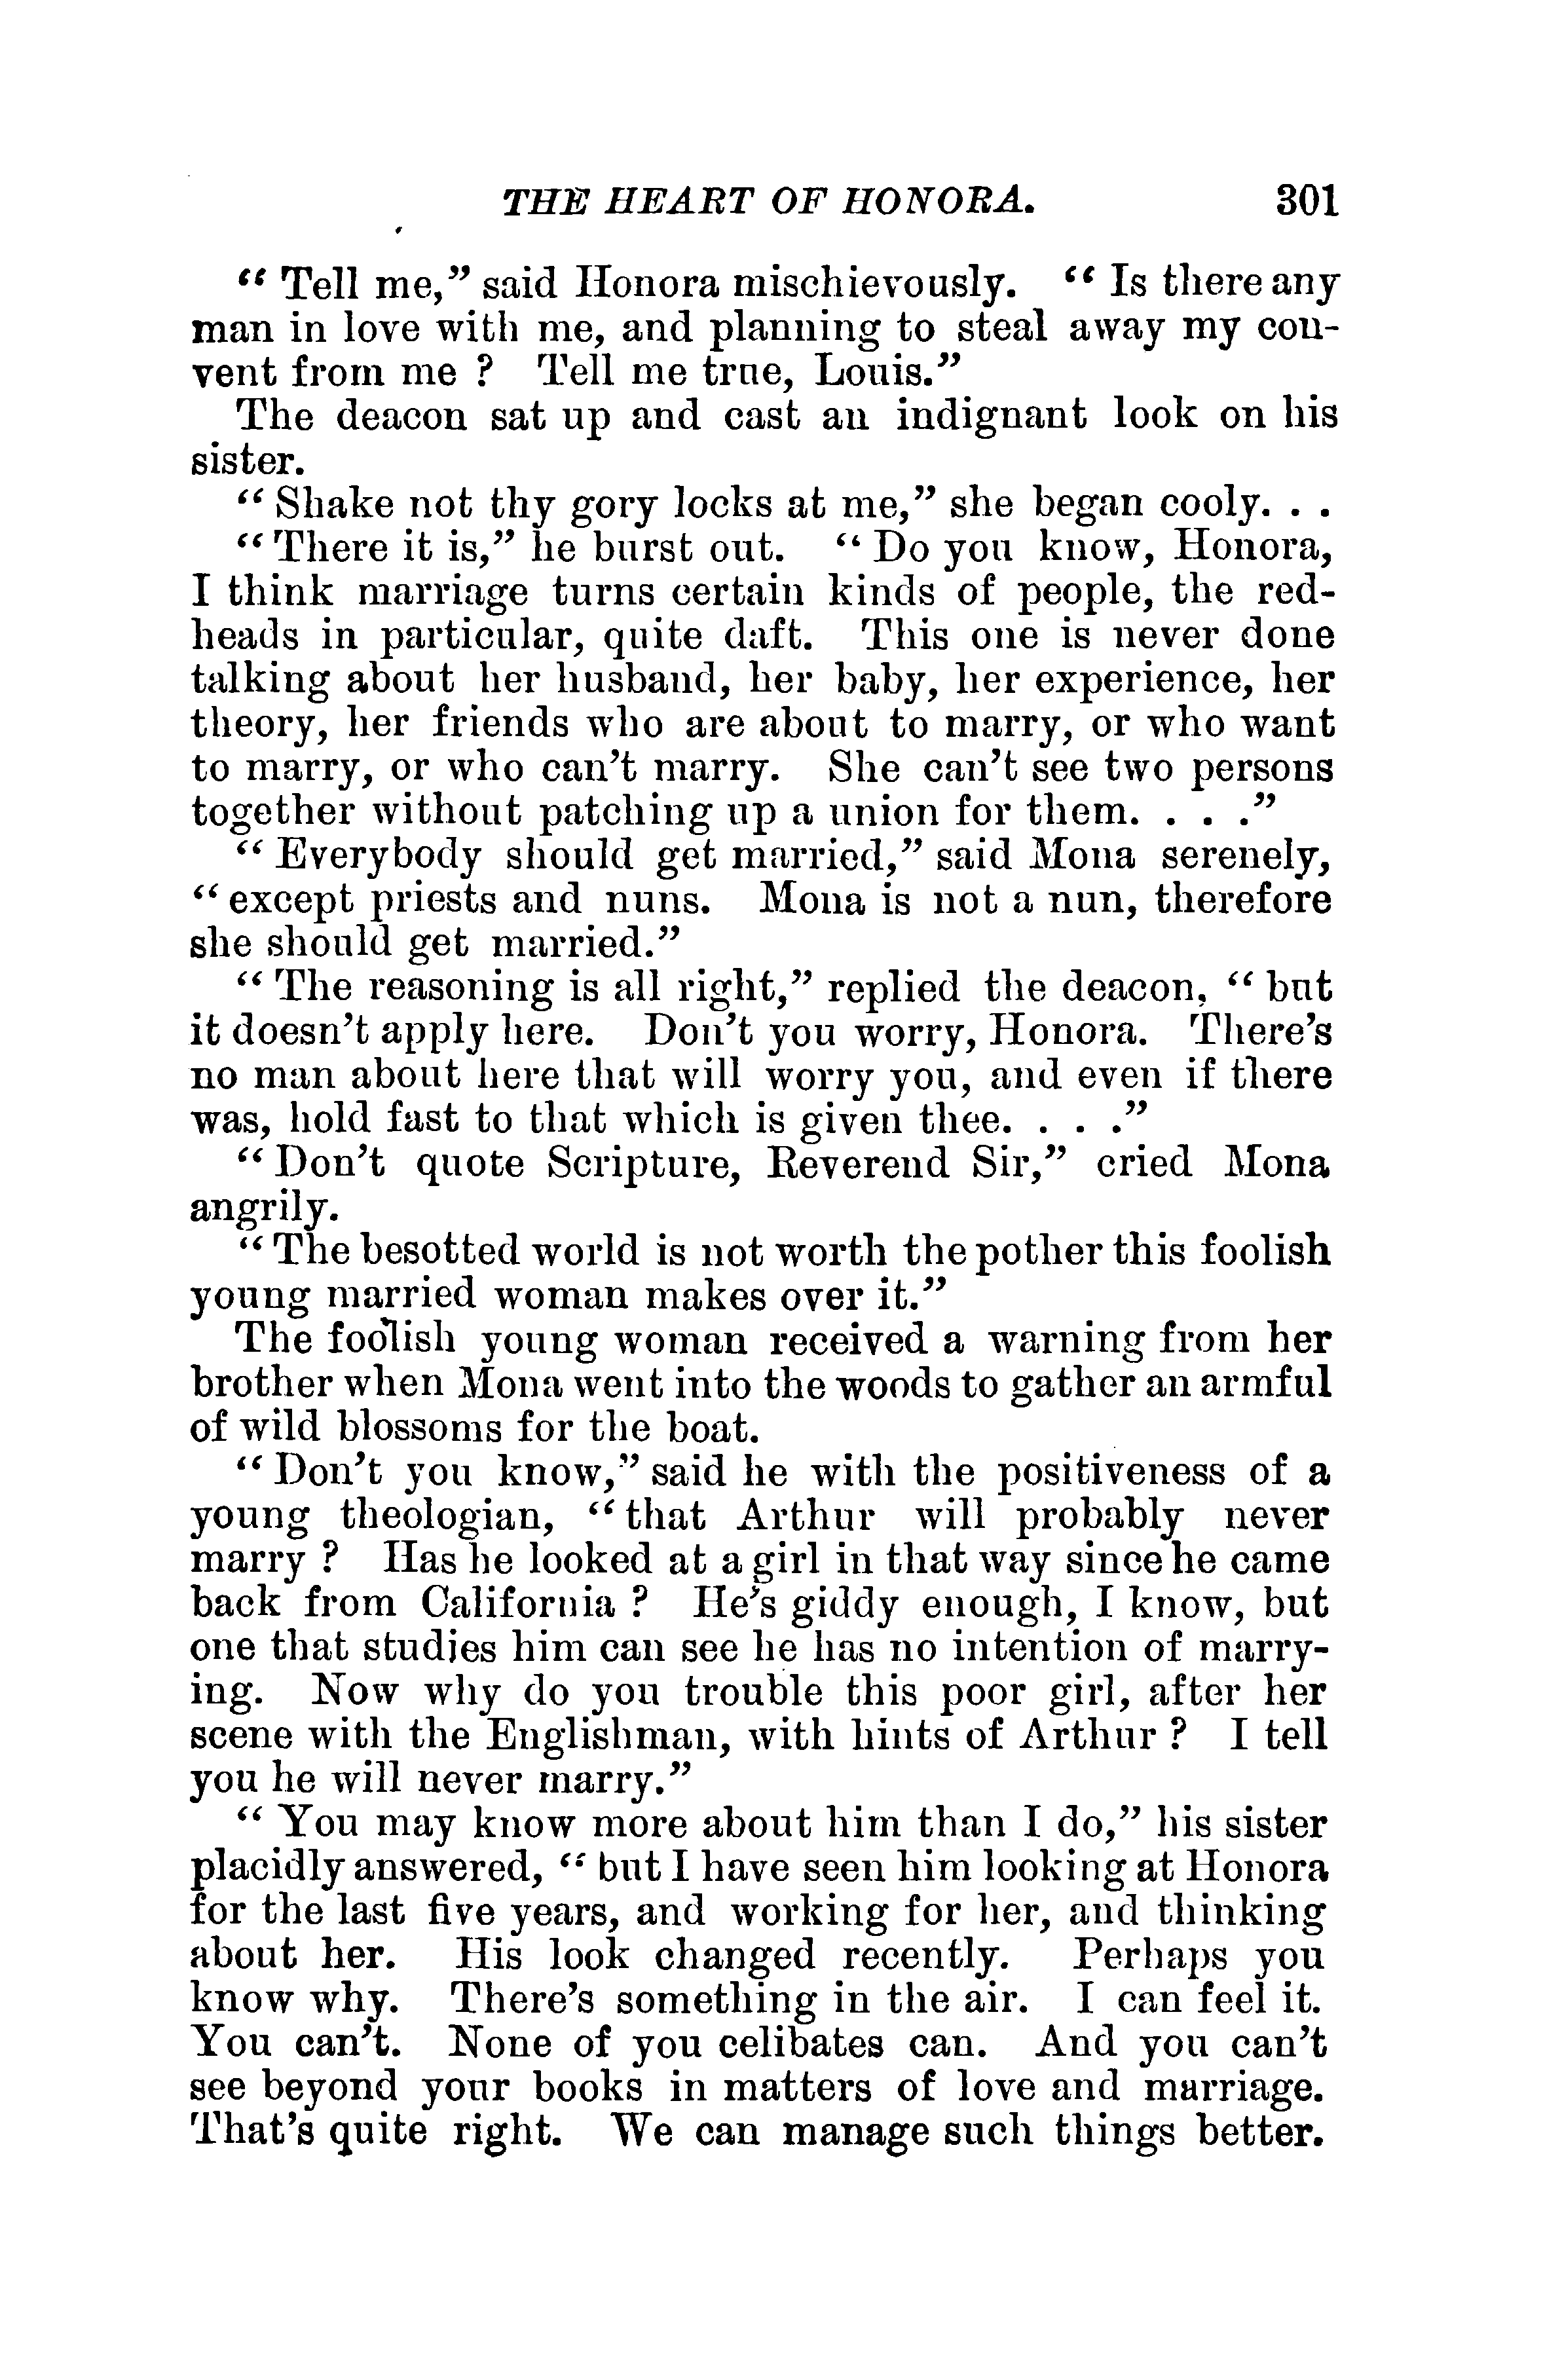 THE HEART OF HONORA. 301
“Tell me,” said Honora mischievously. “Is there any
man in love with me, and planning to steal away my con-
vent from me? Tell me true, Louis.”
The deacon sat up and cast an indignant look on his
sister.
“Shake not thy gory locks at me,” she began cooly. . .
“There it is,” he burst out. “Do you know, Honora,
I think marriage turns certain kinds of people, the red-
heads in particular, quite daft. This one is never done
talking about her husband, her baby, her experience, her
theory, her friends who are about to marry, or who want
to marry, or who can’t marry. She can’t see two persons
together without patching up a union for them. . . .”
“Everybody should get married,” said Mona serenely,
“except priests and nuns. Mona is not a nun, therefore
she should get married.”
“The reasoning is all right,” replied the deacon, “but
it doesn’t apply here. Don’t you worry, Honora. There’s
no man about here that will worry you, and even if there
was, hold fast to that which is given thee. . . .”
“Don’t quote Scripture, Reverend Sir,” cried Mona
angrily.
“The besotted world is not worth the pother this foolish
young married woman makes over it.”
The foolish young woman received a warning from her
brother when Mona went into the woods to gather an armful
of wild blossoms for the boat.
“Don’t you know,” said he with the positiveness of a
young theologian, “that Arthur will probably never
marry? Has he looked at a girl in that way since he came
back from California? He’s giddy enough, I know, but
one that studies him can see he has no intention of marry-
ing. Now why do you trouble this poor girl, after her
scene with the Englishman, with hints of Arthur? I tell
you he will never marry.”
“You may know more about him than I do,” his sister
placidly answered, “but I have seen him looking at Honora
for the last five years, and working for her, and thinking
about her. His look changed recently. Perhaps you
know why. There’s something in the air. I can feel it.
You can’t. None of you celibates can. And you can’t
see beyond your books in matters of love and marriage.
That’s quite right. We can manage such things better.